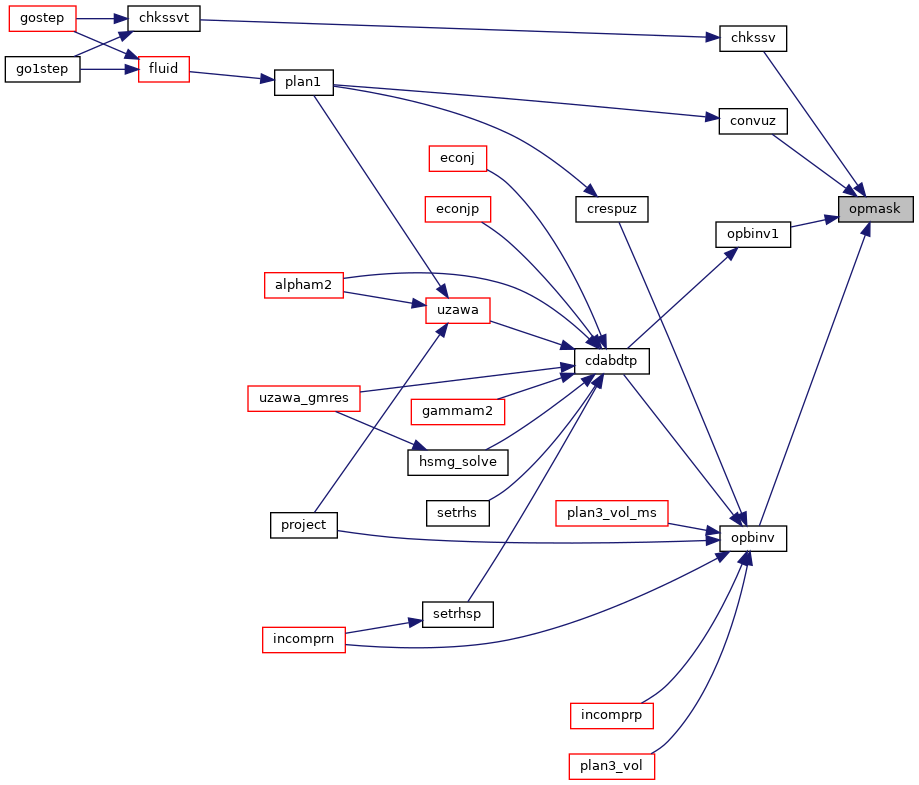 gostep
chkssvt
go1step
fluid
chkssv
plan1
convuz
econj
econjp
crespuz
opmask
opbinv1
alpham2
uzawa
cdabdtp
uzawa_gmres
gammam2
hsmg_solve
setrhs
plan3_vol_ms
project
opbinv
setrhsp
incomprn
incomprp
plan3_vol